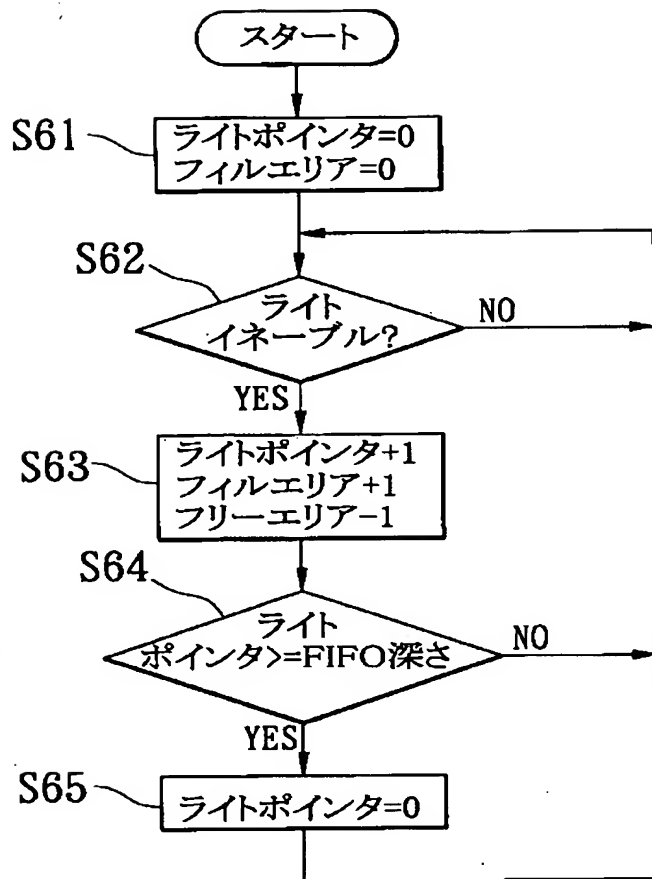 スタート
S61
ライトポインタ=0
フィルエリア=0
S62
ライト
イネーブル?
NO
YES
S63
ライトポインタ+1
フィルエリア+1
フリーエリア-1
S64
ライト
ポインタ>=FIFO深さ
NO
YES
S65
ライトポインタ=0